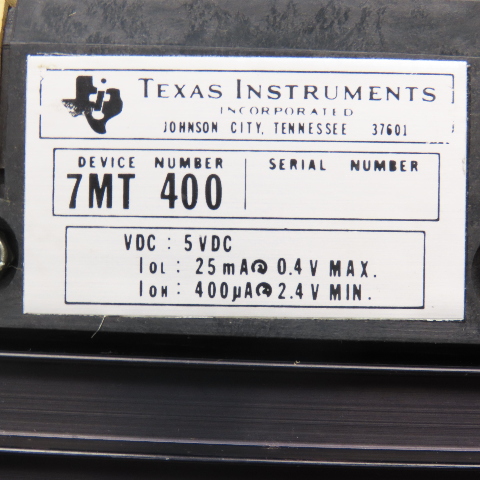 TEXAS INSTRUMENTS
INCORPORATED
JOHNSON CITY, TENNESSEE 37601
DEVICE NUMBER SERIAL NUMBER
7MT 400
VDC: 5VDC
IOL: 25mA@ 0.4V MAX.
IOH: 400µA@ 2.4V MIN.